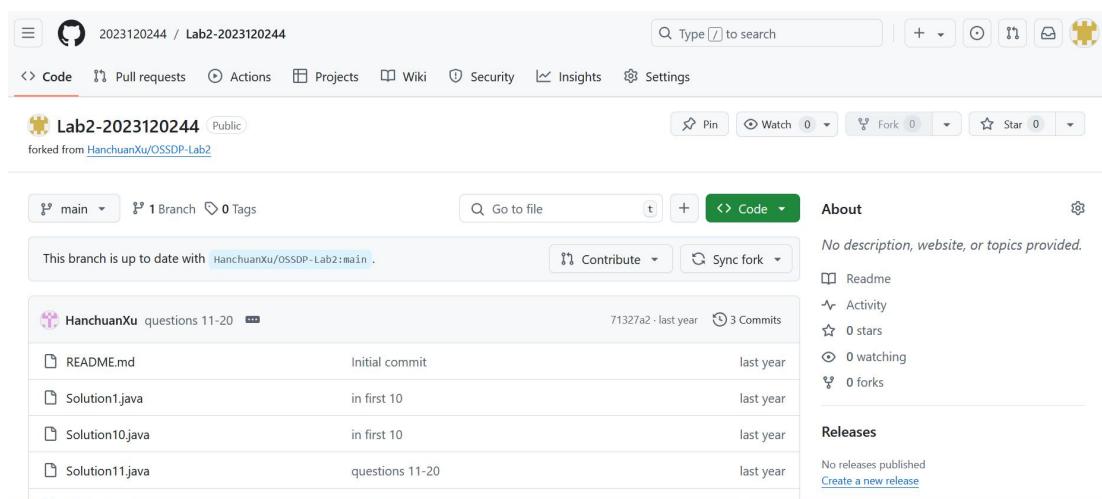 2023120244 / Lab2-2023120244
Type / to search
Code Pull requests Actions Projects Wiki Security Insights Settings
Lab2-2023120244 Public
Pin Watch 0 Fork 0 Star 0
forked from HanchuanXu/OSSDP-Lab2
main 1 Branch 0 Tags
Go to file t
Code
This branch is up to date with HanchuanXu/OSSDP-Lab2:main .
Contribute Sync fork
HanchuanXu questions 11-20 71327a2 · last year 3 Commits
README.md Initial commit last year
Solution1.java in first 10 last year
Solution10.java in first 10 last year
Solution11.java questions 11-20 last year
About
No description, website, or topics provided.
Readme
Activity
0 stars
0 watching
0 forks
Releases
No releases published
Create a new release